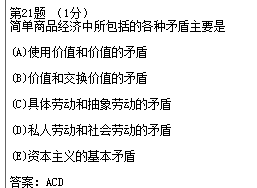 第21题 （1分）
简单商品经济中所包括的各种矛盾主要是
(A)使用价值和价值的矛盾
(B)价值和交换价值的矛盾
(C)具体劳动和抽象劳动的矛盾
(D)私人劳动和社会劳动的矛盾
(E)资本主义的基本矛盾
答案: ACD